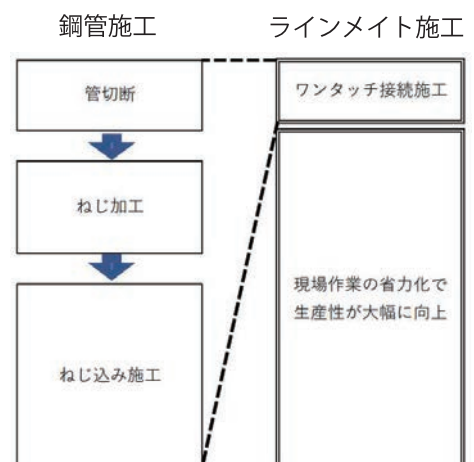 鋼管施工
ラインメイト施工
管切断
ワンタッチ接続施工
ねじ加工
現場作業の省力化で
生産性が大幅に向上
ねじ込み施工